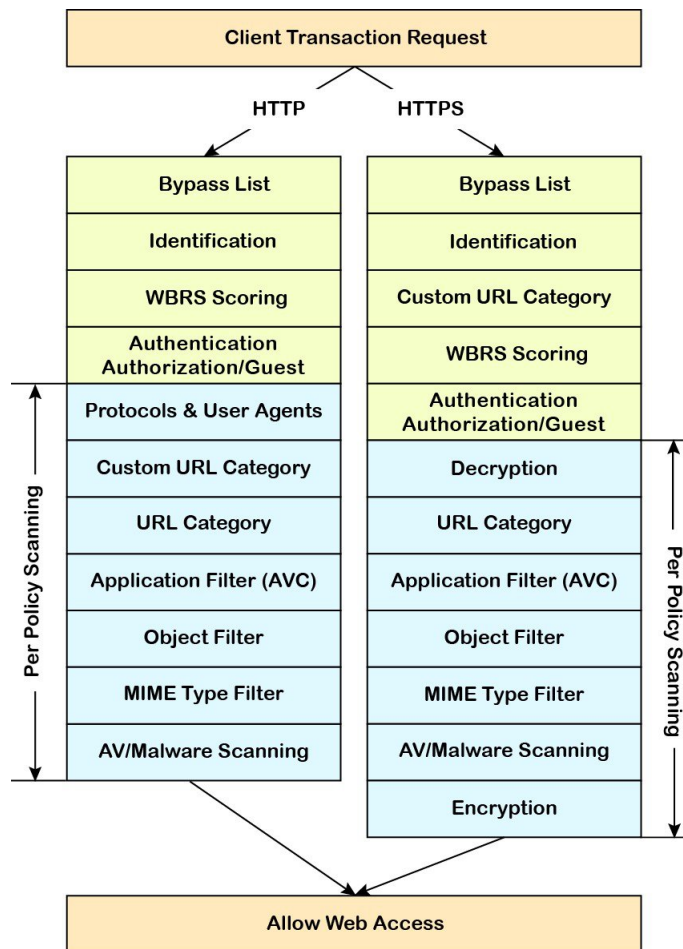 Client Transaction Request
HTTP
HTTPS
Bypass List
Identification
WBRS Scoring
Authentication
Authorization/Guest
Protocols & User Agents
Custom URL Category
URL Category
Application Filter (AVC)
Object Filter
MIME Type Filter
AV/Malware Scanning
Per Policy Scanning
Bypass List
Identification
Custom URL Category
WBRS Scoring
Authentication
Authorization/Guest
Decryption
URL Category
Application Filter (AVC)
Object Filter
MIME Type Filter
AV/Malware Scanning
Encryption
Per Policy Scanning
Allow Web Access